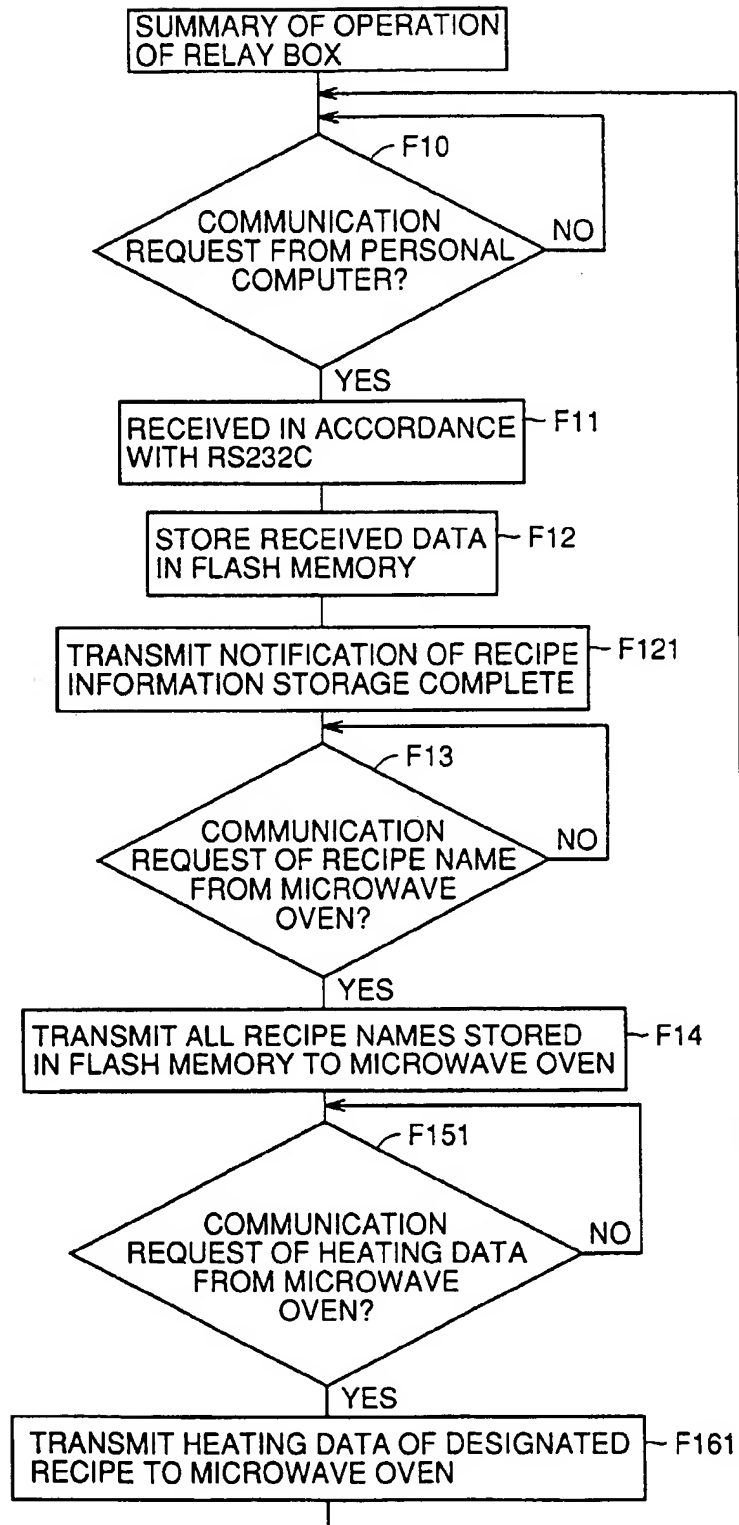 SUMMARY OF OPERATION
OF RELAY BOX
F10
COMMUNICATION
REQUEST FROM PERSONAL
COMPUTER?
NO
YES
RECEIVED IN ACCORDANCE
WITH RS232C
F11
STORE RECEIVED DATA
IN FLASH MEMORY
F12
TRANSMIT NOTIFICATION OF RECIPE
INFORMATION STORAGE COMPLETE
F121
F13
COMMUNICATION
REQUEST OF RECIPE NAME
FROM MICROWAVE
OVEN?
NO
YES
TRANSMIT ALL RECIPE NAMES STORED
IN FLASH MEMORY TO MICROWAVE OVEN
F14
F151
COMMUNICATION
REQUEST OF HEATING DATA
FROM MICROWAVE
OVEN?
NO
YES
TRANSMIT HEATING DATA OF DESIGNATED
RECIPE TO MICROWAVE OVEN
F161